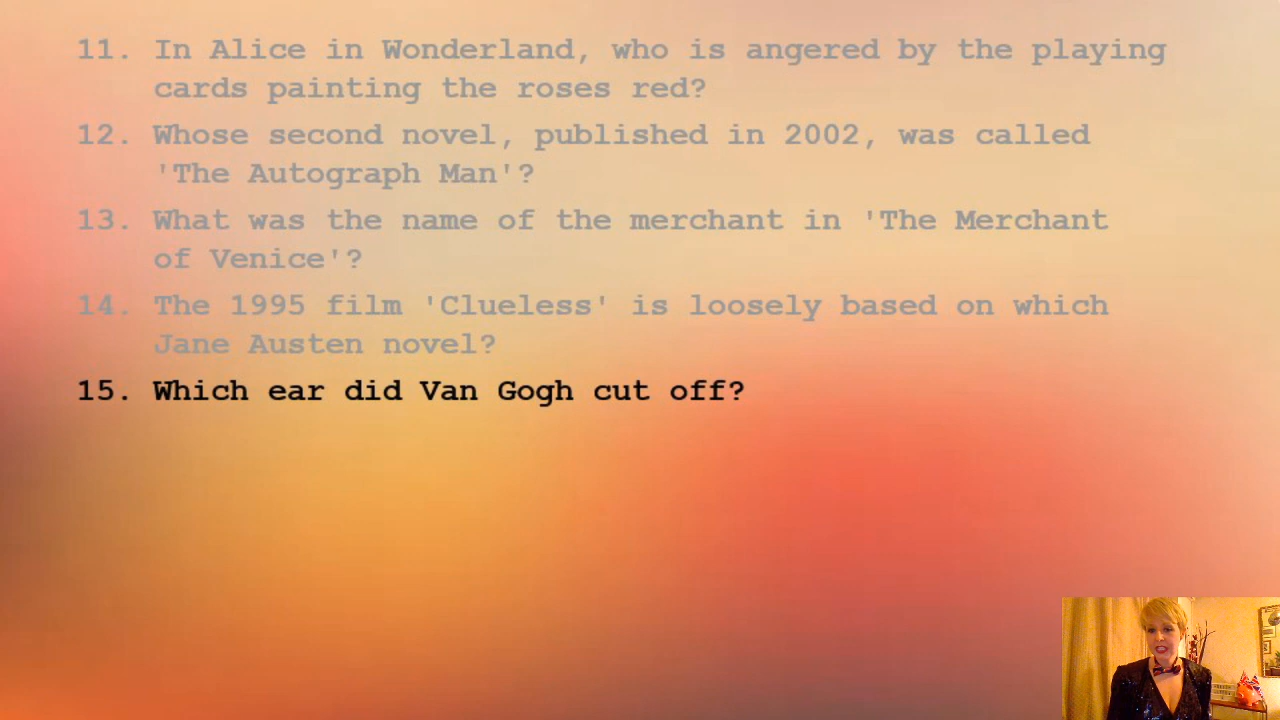 11. In Alice in Wonderland, who is angered by the playing
cards painting the roses red?
12. Whose second novel, published in 2002, was called
'The Autograph Man'?
13. What was the name of the merchant in 'The Merchant
of Venice'?
14. The 1995 film 'Clueless' is loosely based on which
Jane Austen novel?
15. Which ear did Van Gogh cut off?